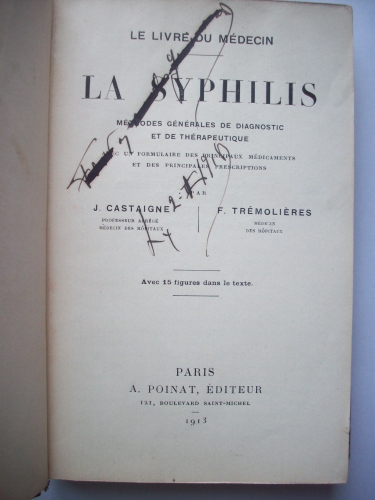 LE LIVRE DU MÉDECIN
LA SYPHILIS
MÉTHODES GÉNÉRALES DE DIAGNOSTIC
ET DE THÉRAPEUTIQUE
AVEC UN FORMULAIRE DES PRINCIPAUX MÉDICAMENTS
ET DES PRINCIPALES PRESCRIPTIONS
PAR
J. CASTAIGNE
PROFESSEUR AGRÉGÉ
MÉDECIN DES HÔPITAUX
F. TRÉMOLIÈRES
MÉDECIN
DES HÔPITAUX
Avec 15 figures dans le texte.
PARIS
A. POINAT, ÉDITEUR
121, BOULEVARD SAINT-MICHEL
1913